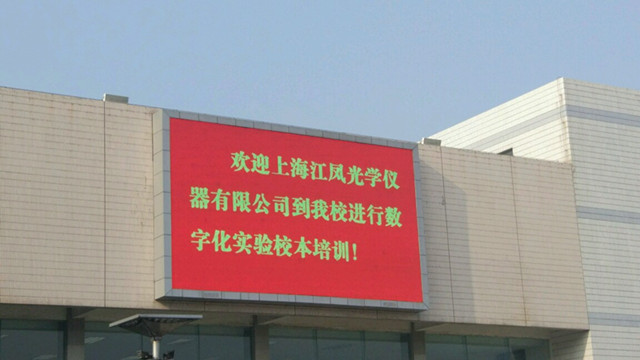 欢迎上海江凤光学仪
器有限公司到我校进行数
字化实验校本培训!